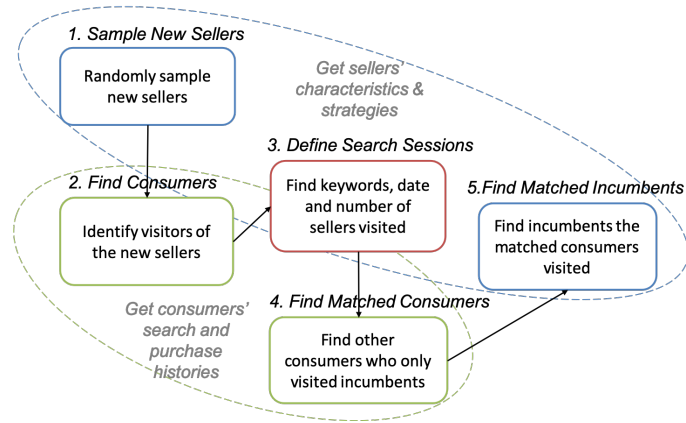 1. Sample New Sellers
Randomly sample
new sellers
Get sellers'
characteristics &
strategies
2. Find Consumers
Identify visitors of
the new sellers
3. Define Search Sessions
Find keywords, date
and number of
sellers visited
Get consumers'
search and
purchase
histories
4. Find Matched Consumers
Find other
consumers who only
visited incumbents
5.Find Matched Incumbents
Find incumbents the
matched consumers
visited